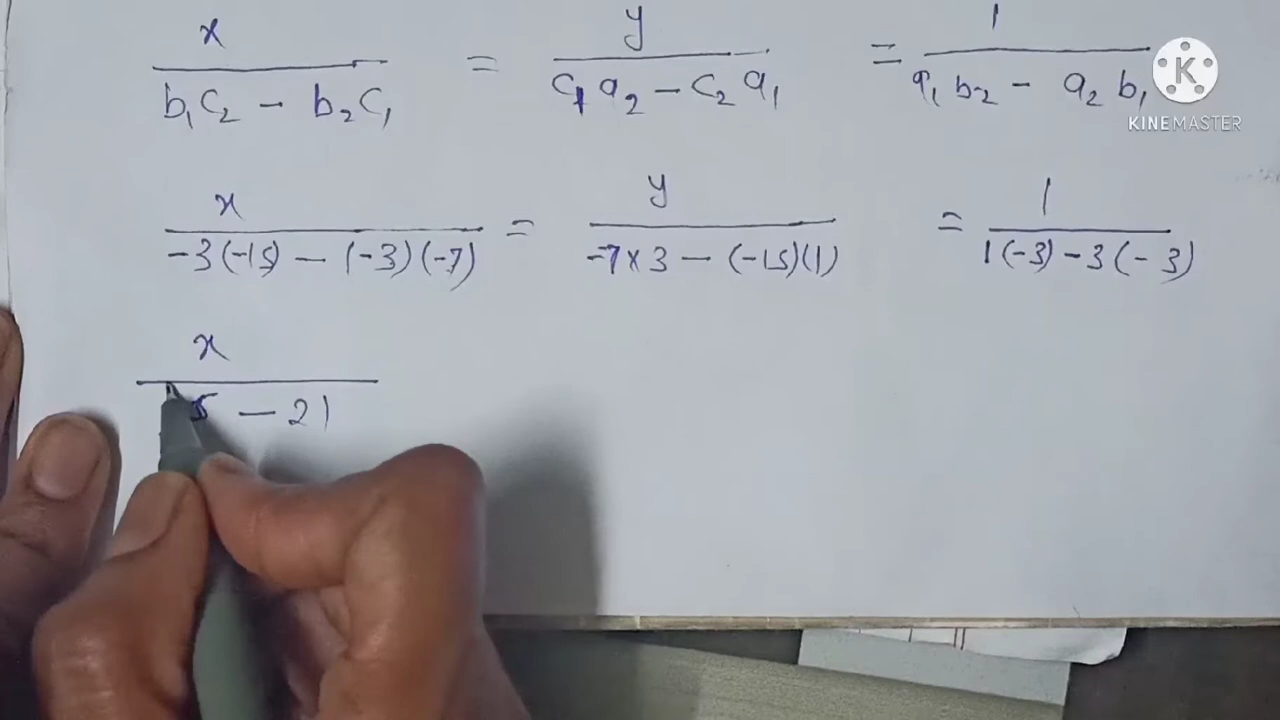 x y 1
— = — = —
b₁c₂ - b₂c₁ c₁a₂ - c₂a₁ a₁b₂ - a₂b₁
KINEMASTER
x y 1
— = — = —
-3(-15) - (-3)(-7) -7×3 - (-15)(1) 1(-3) - 3(-3)
x
5 - 21